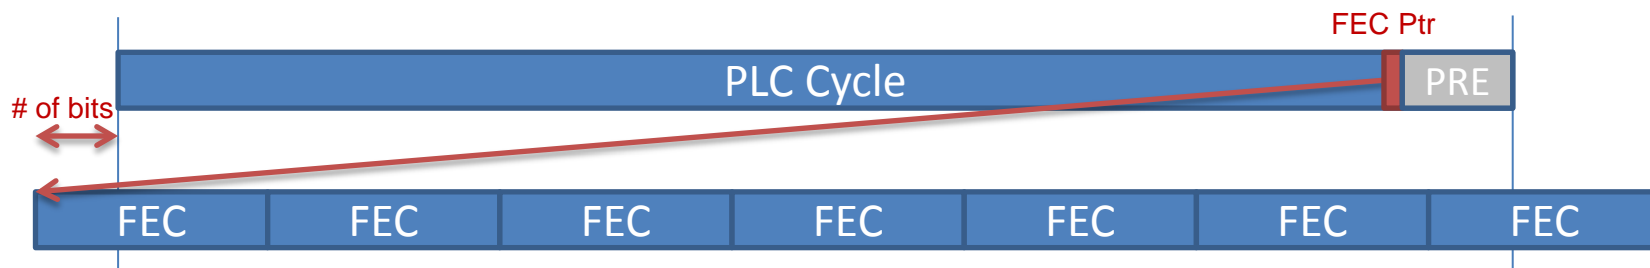 FEC Ptr
PLC Cycle
PRE
# of bits
FEC FEC FEC FEC FEC FEC FEC